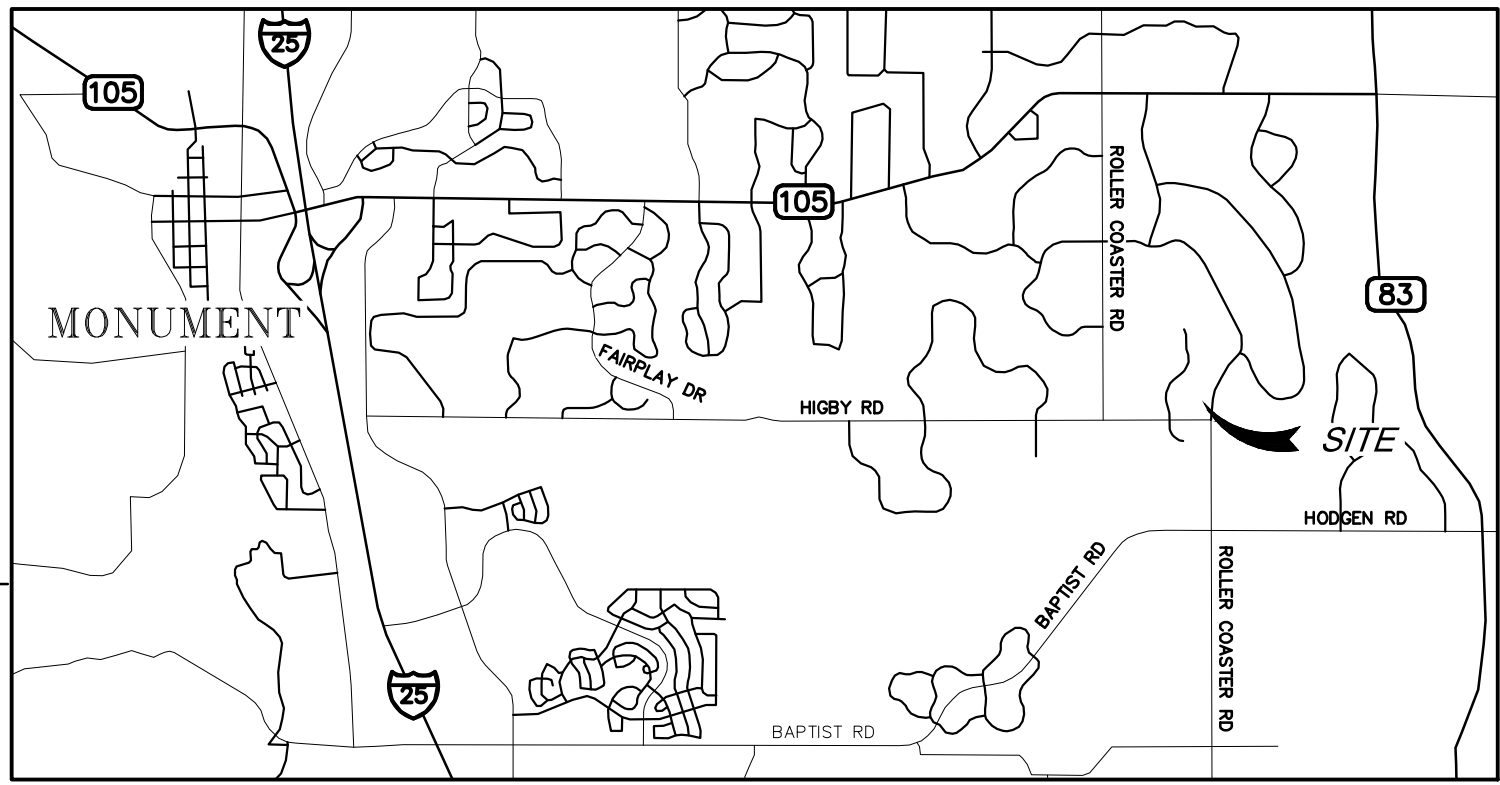 25
105
105
ROLLER COASTER RD
83
MONUMENT
FAIRPLAY DR
HIGBY RD
SITE
HODGEN RD
BAPTIST RD
ROLLER COASTER RD
25
BAPTIST RD